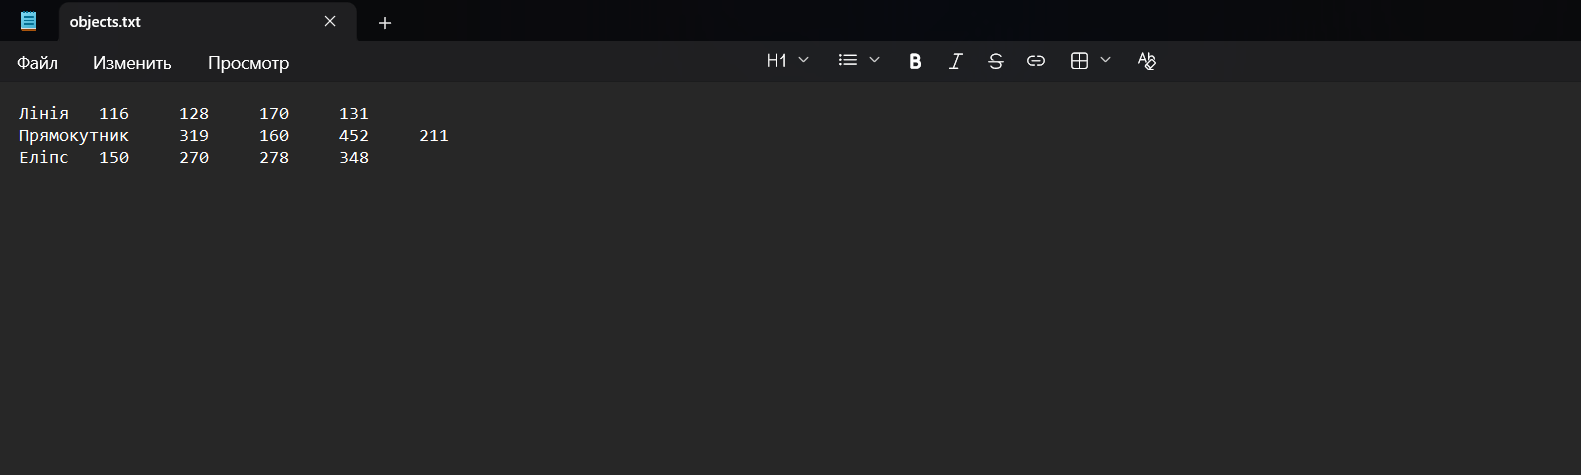 objects.txt
Файл Изменить Просмотр H1 B I S
Лінія 116 128 170 131
Прямокутник 319 160 452 211
Еліпс 150 270 278 348